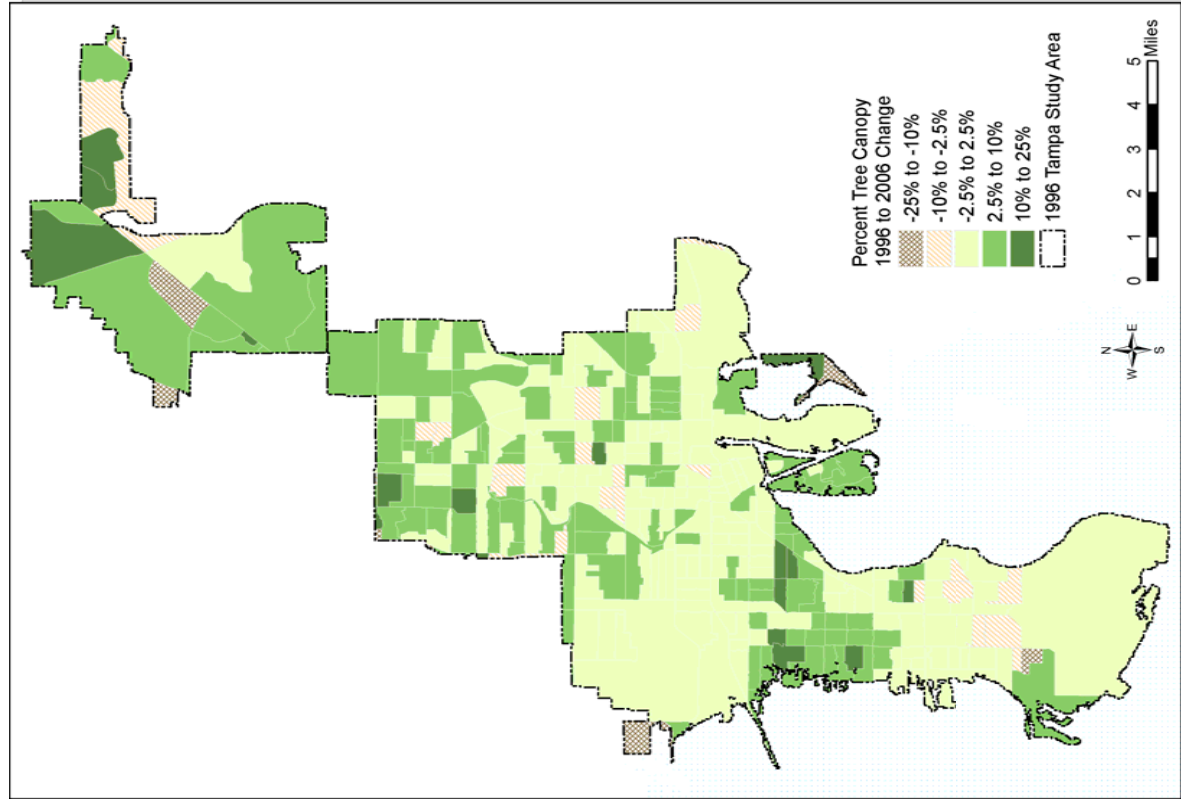 Percent Tree Canopy
1996 to 2006 Change
-25% to -10%
-10% to -2.5%
-2.5% to 2.5%
2.5% to 10%
10% to 25%
1996 Tampa Study Area
N
W E
S
0 1 2 3 4 5
Miles